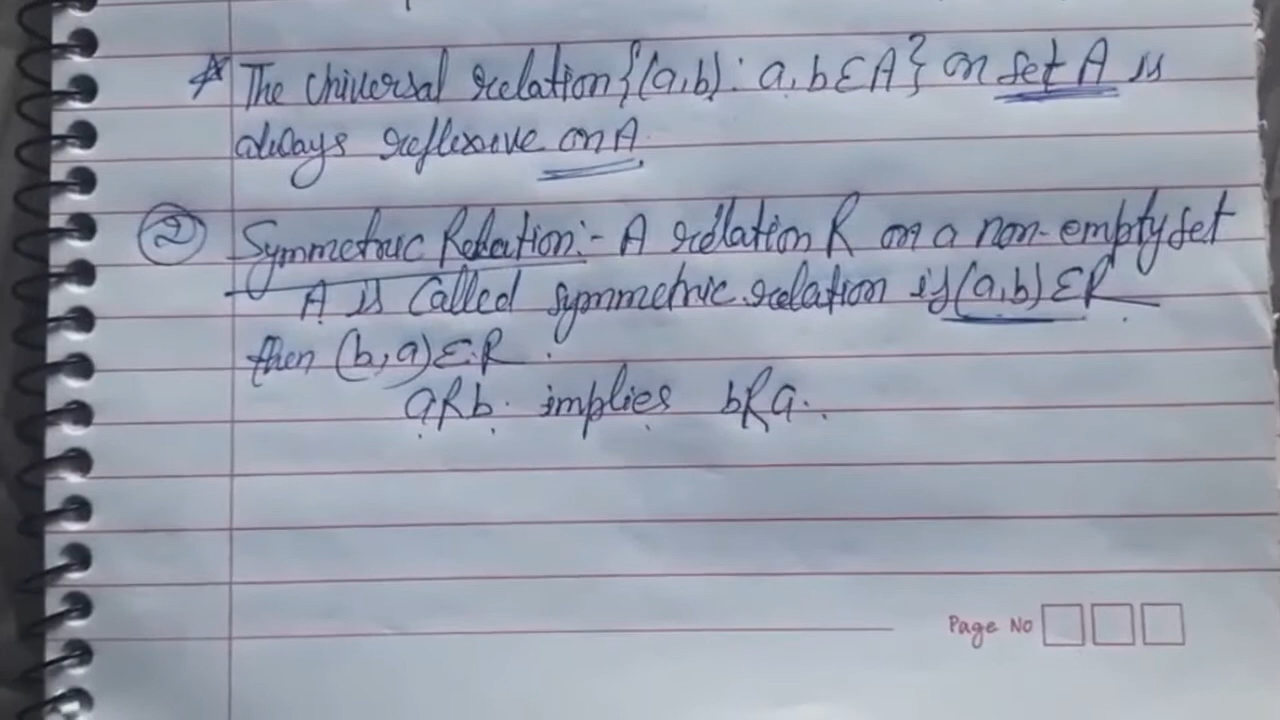 * The Universal relation {(a,b) : a, b ∈ A} on set A is
always reflexive on A.
② Symmetric Relation :- A relation R on a non-empty set
A is called symmetric relation if (a,b) ∈ R
then (b,a) ∈ R.
aRb. implies bRa.
Page No